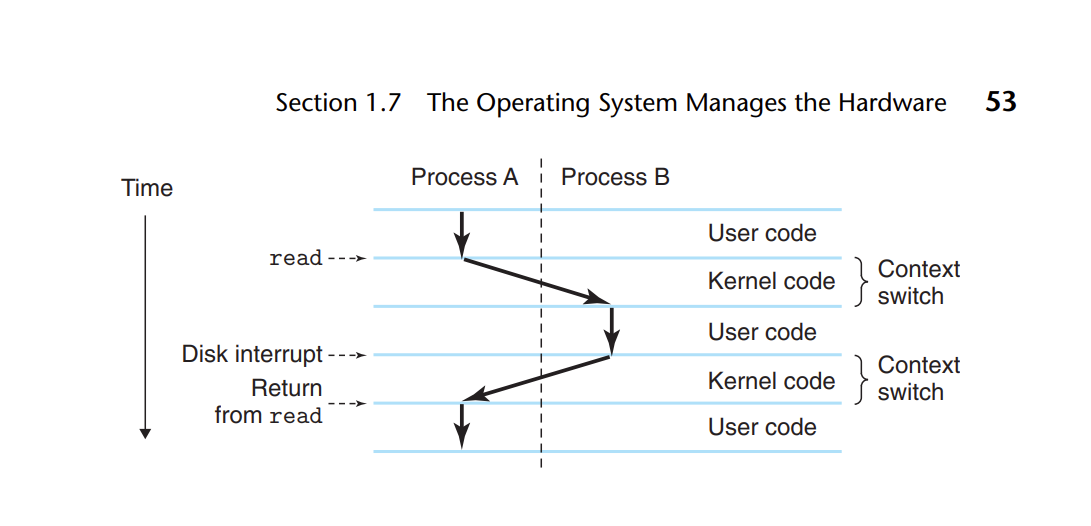 Section 1.7 The Operating System Manages the Hardware 53
Time
Process A
Process B
User code
read
Kernel code
Context
switch
User code
Disk interrupt
Return
from read
Kernel code
Context
switch
User code